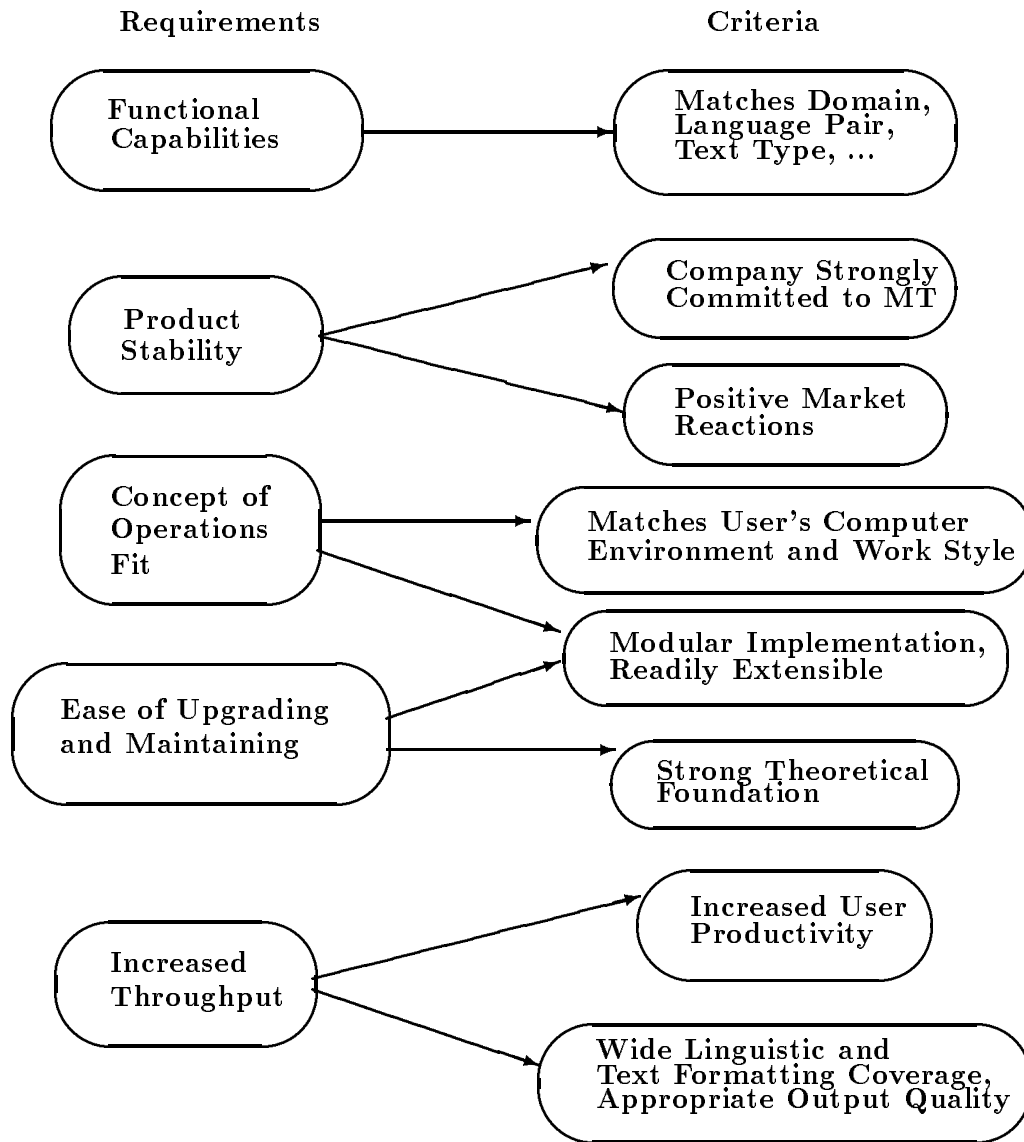 Requirements
Criteria
Functional
Capabilities
Matches Domain,
Language Pair,
Text Type, ...
Product
Stability
Company Strongly
Committed to MT
Positive Market
Reactions
Concept of
Operations
Fit
Matches User's Computer
Environment and Work Style
Modular Implementation,
Readily Extensible
Ease of Upgrading
and Maintaining
Strong Theoretical
Foundation
Increased
Throughput
Increased User
Productivity
Wide Linguistic and
Text Formatting Coverage,
Appropriate Output Quality